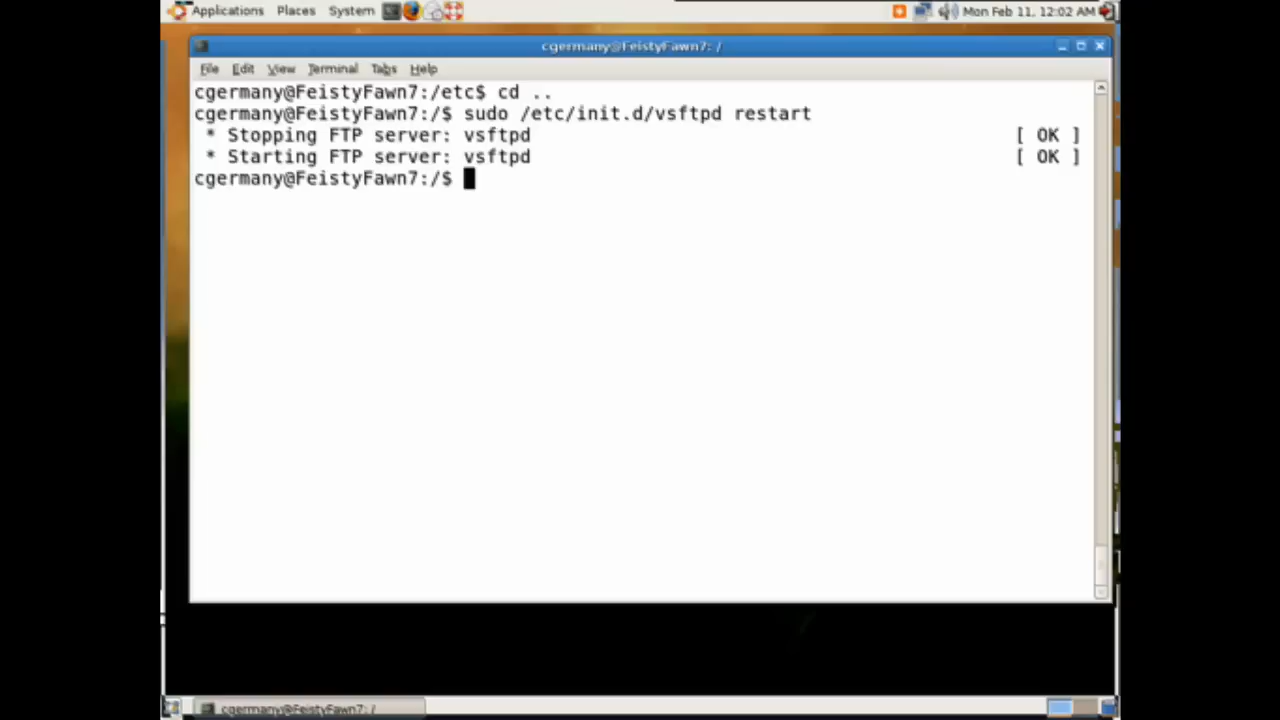 Applications Places System Mon Feb 11, 12:02 AM
cgermany@FeistyFawn7: /
File Edit View Terminal Tabs Help
cgermany@FeistyFawn7:/etc$ cd ..
cgermany@FeistyFawn7:/$ sudo /etc/init.d/vsftpd restart
* Stopping FTP server: vsftpd [ OK ]
* Starting FTP server: vsftpd [ OK ]
cgermany@FeistyFawn7:/$
cgermany@FeistyFawn7: /